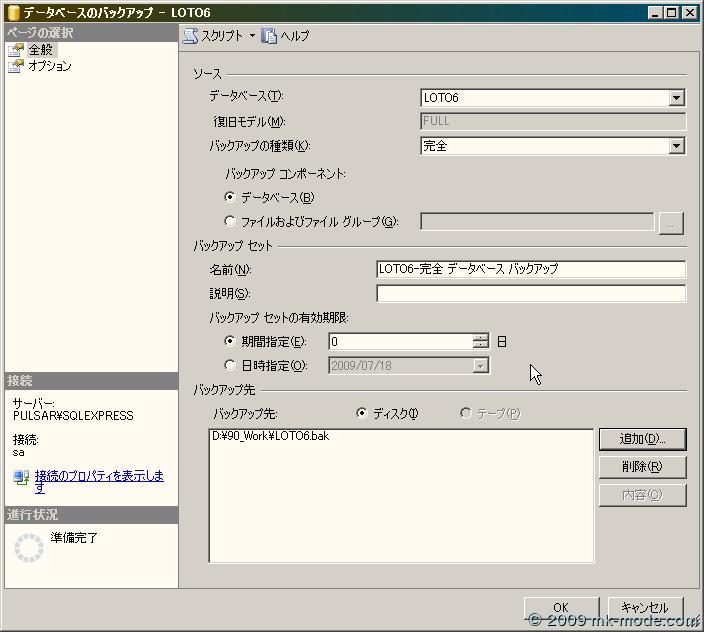 データベースのバックアップ - LOTO6
ページの選択
全般
オプション
スクリプト
ヘルプ
ソース
データベース(T):
LOTO6
復旧モデル(M):
FULL
バックアップの種類(K):
完全
バックアップ コンポーネント:
データベース(B)
ファイルおよびファイル グループ(G):
...
バックアップ セット
名前(N):
LOTO6-完全 データベース バックアップ
説明(S):
バックアップ セットの有効期限:
期間指定(E):
0
日
日時指定(O):
2009/07/18
バックアップ先
バックアップ先:
ディスク(I)
テープ(P)
D:¥90_Work¥LOTO6.bak
追加(D)...
削除(R)
内容(C)
接続
サーバー:
PULSAR¥SQLEXPRESS
接続:
sa
接続のプロパティを表示しま
す
進行状況
準備完了
OK
キャンセル
© 2009 mk-mode.com